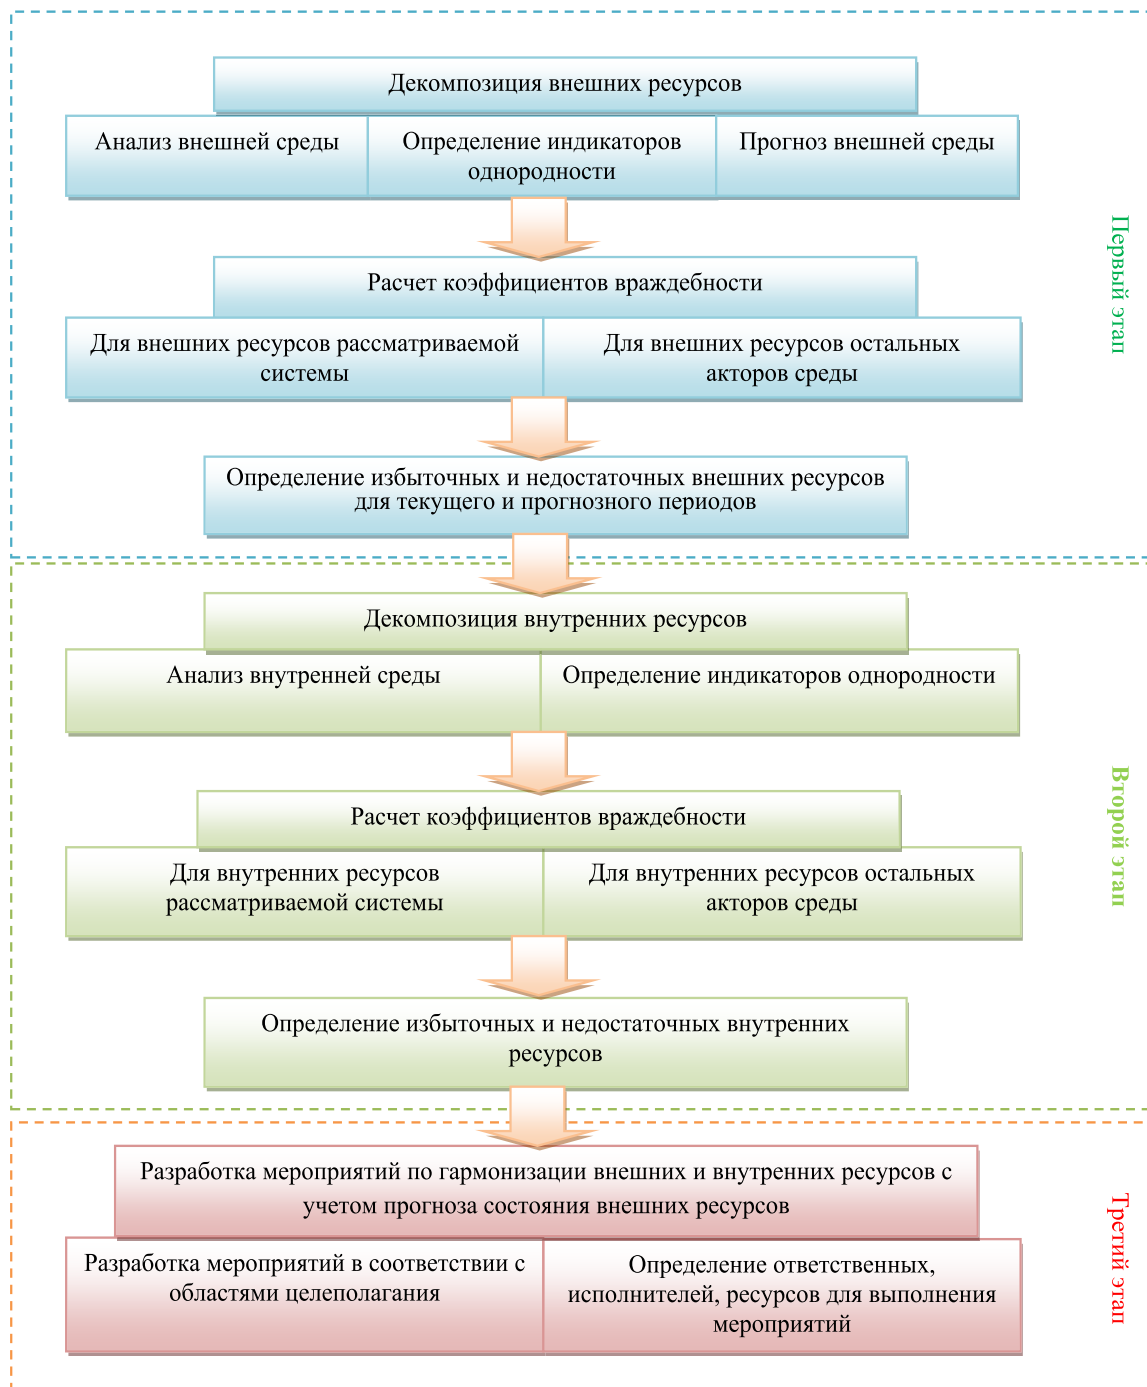 Декомпозиция внешних ресурсов
Анализ внешней среды
Определение индикаторов
однородности
Прогноз внешней среды
Расчет коэффициентов враждебности
Для внешних ресурсов рассматриваемой
системы
Для внешних ресурсов остальных
акторов среды
Определение избыточных и недостаточных внешних ресурсов
для текущего и прогнозного периодов
Первый этап
Декомпозиция внутренних ресурсов
Анализ внутренней среды
Определение индикаторов однородности
Расчет коэффициентов враждебности
Для внутренних ресурсов
рассматриваемой системы
Для внутренних ресурсов остальных
акторов среды
Определение избыточных и недостаточных внутренних
ресурсов
Второй этап
Разработка мероприятий по гармонизации внешних и внутренних ресурсов с
учетом прогноза состояния внешних ресурсов
Разработка мероприятий в соответствии с
областями целеполагания
Определение ответственных,
исполнителей, ресурсов для выполнения
мероприятий
Третий этап